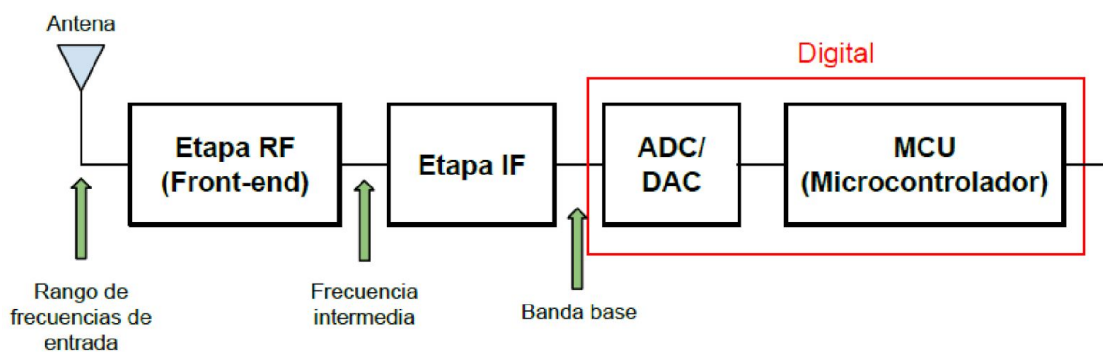 Antena
Digital
Etapa RF
(Front-end)
Etapa IF
ADC/
DAC
MCU
(Microcontrolador)
Rango de
frecuencias de
entrada
Frecuencia
intermedia
Banda base